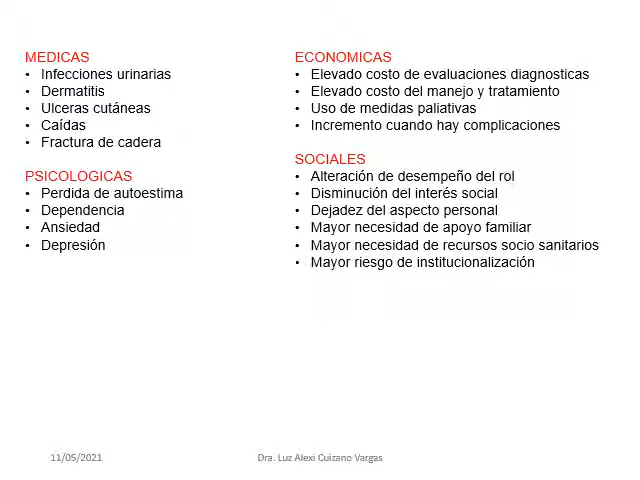 MEDICAS
• Infecciones urinarias
• Dermatitis
• Ulceras cutáneas
• Caídas
• Fractura de cadera
PSICOLOGICAS
• Perdida de autoestima
• Dependencia
• Ansiedad
• Depresión
ECONOMICAS
• Elevado costo de evaluaciones diagnosticas
• Elevado costo del manejo y tratamiento
• Uso de medidas paliativas
• Incremento cuando hay complicaciones
SOCIALES
• Alteración de desempeño del rol
• Disminución del interés social
• Dejadez del aspecto personal
• Mayor necesidad de apoyo familiar
• Mayor necesidad de recursos socio sanitarios
• Mayor riesgo de institucionalización
11/05/2021
Dra. Luz Alexi Cuizano Vargas